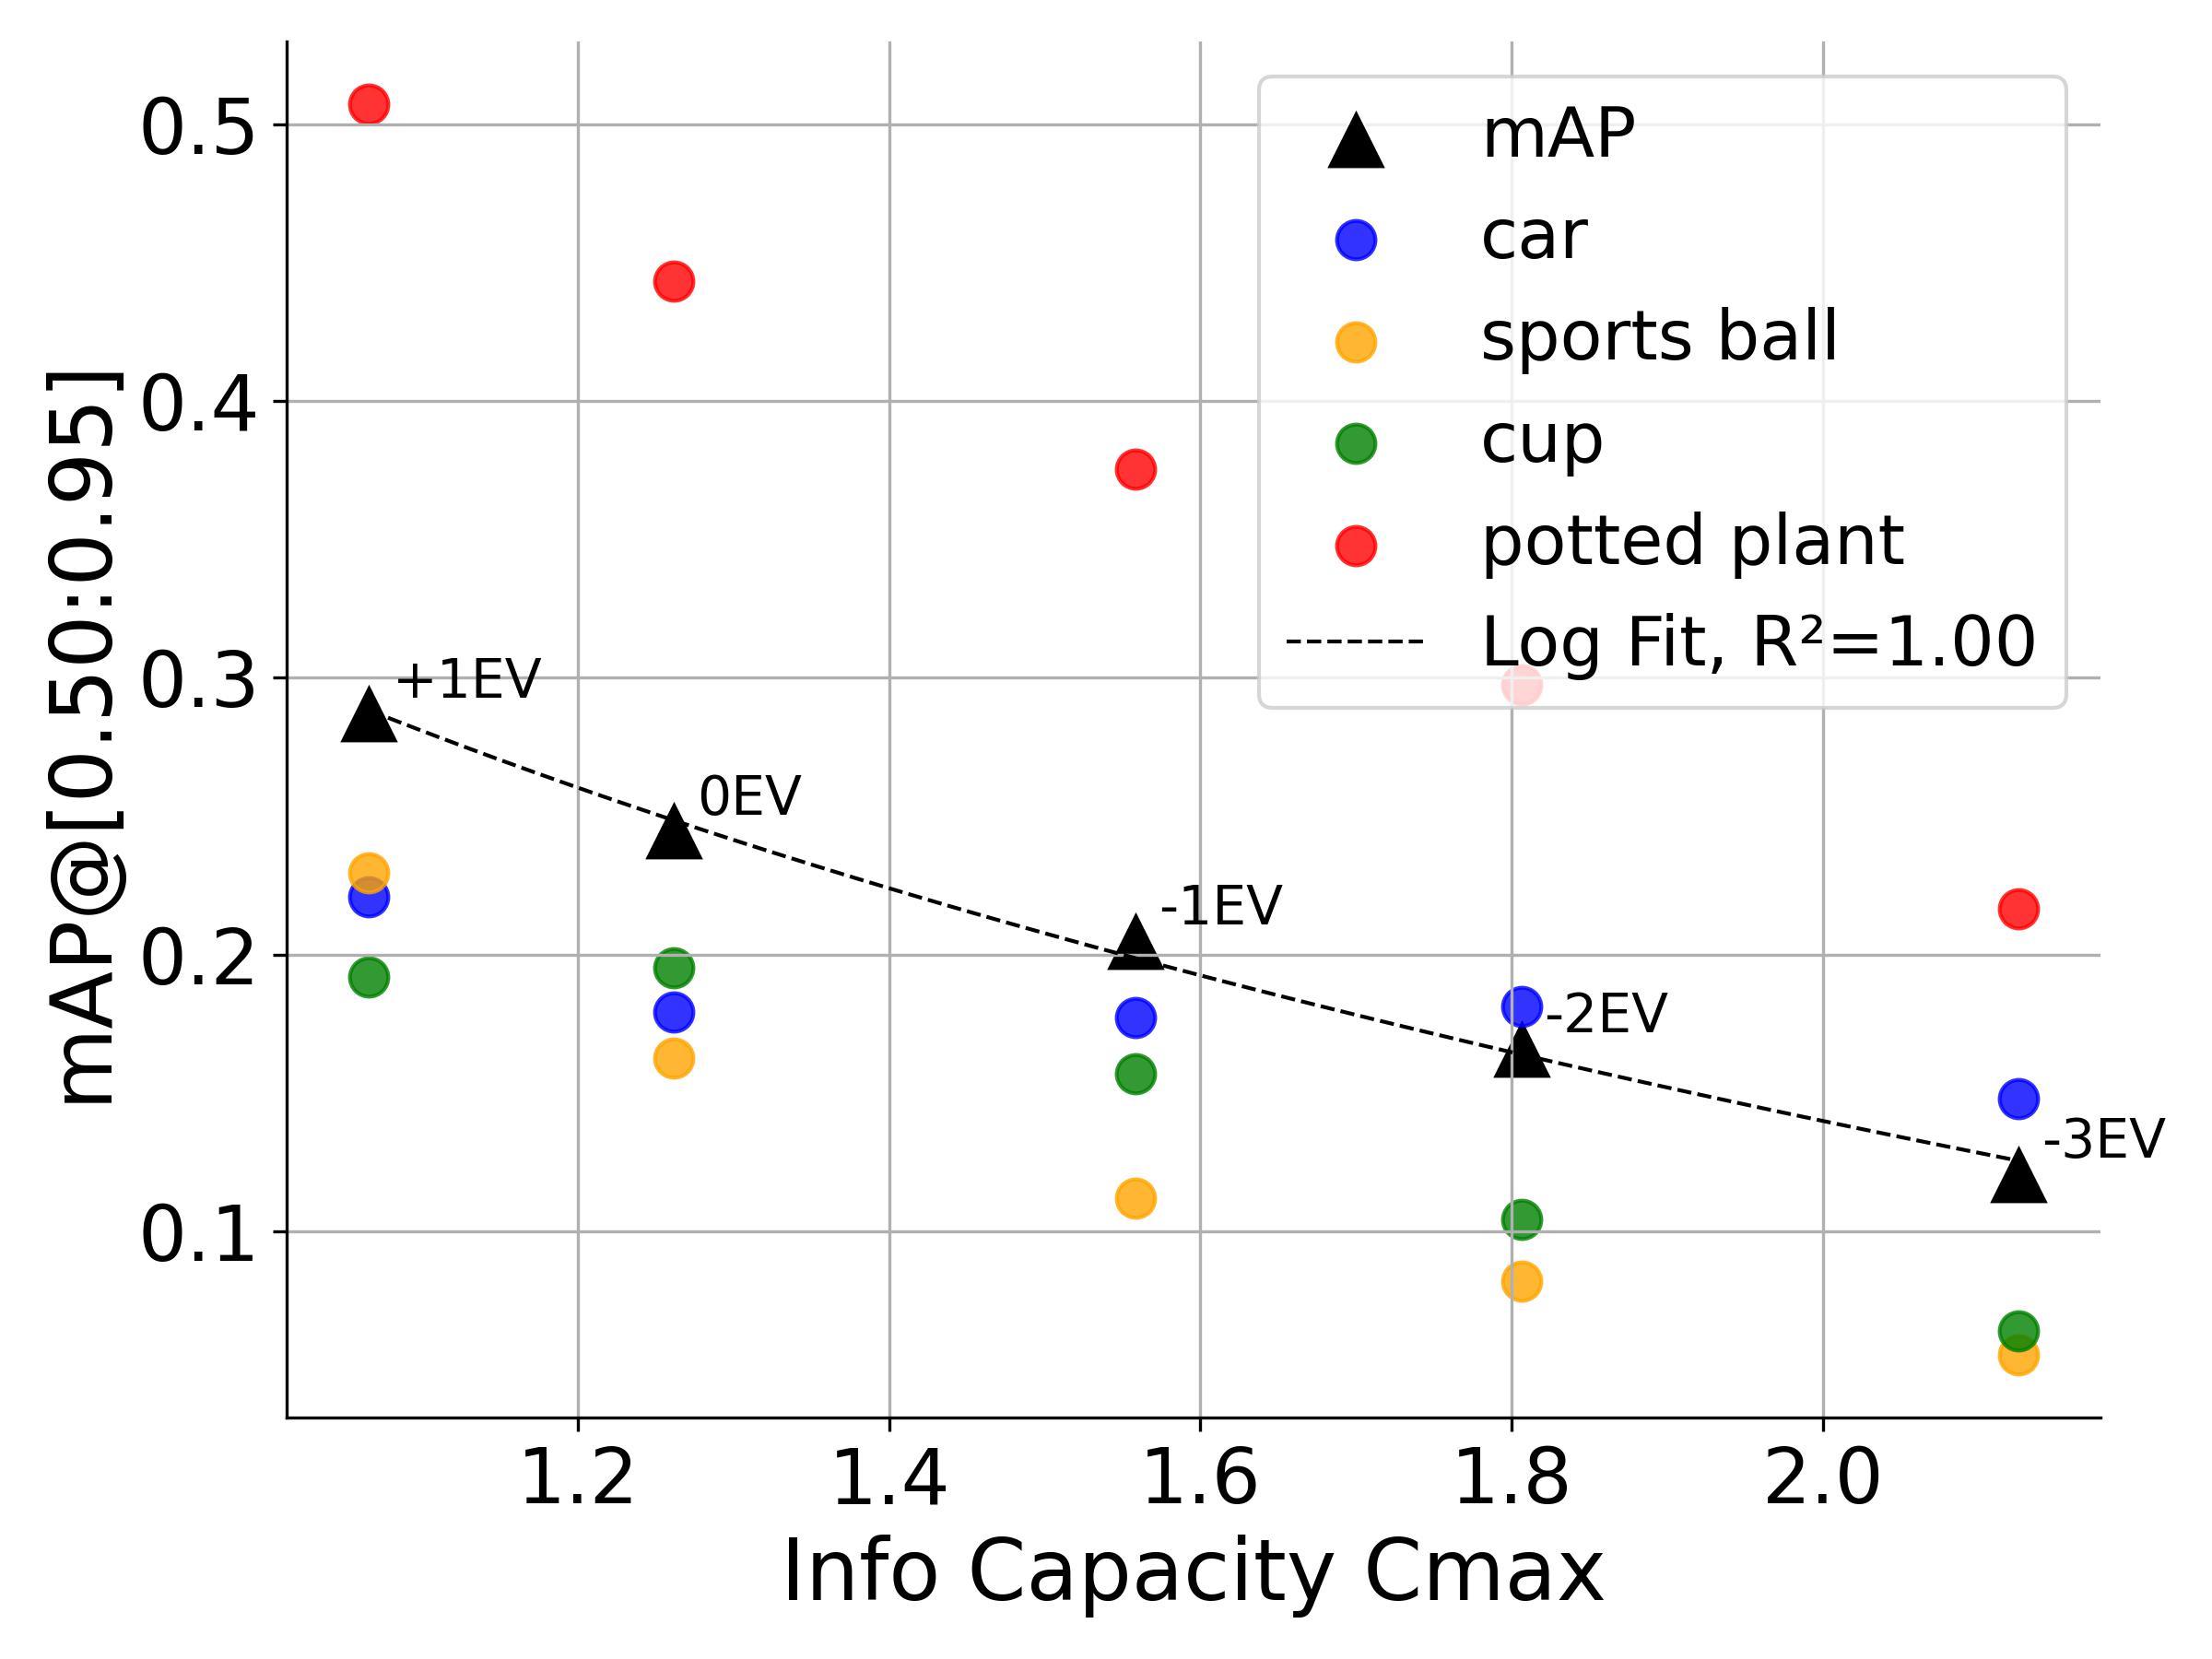 mAP@[0.50:0.95]
0.5
0.4
0.3
0.2
0.1
mAP
car
sports ball
cup
potted plant
Log Fit, R²=1.00
+1EV
0EV
-1EV
-2EV
-3EV
1.2 1.4 1.6 1.8 2.0
Info Capacity Cmax